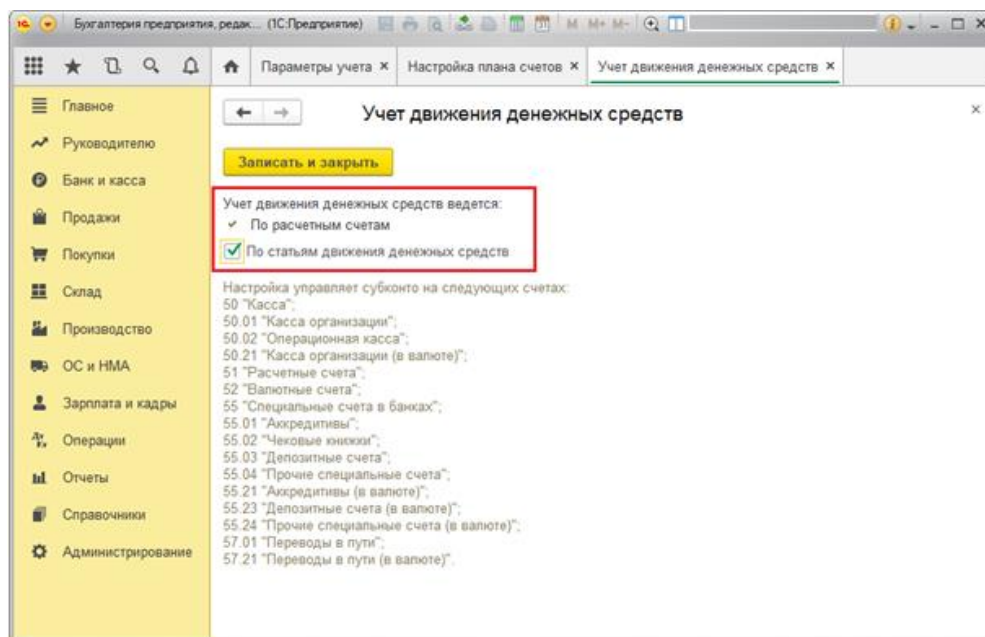 1С Бухгалтерия предприятия, редак... (1С:Предприятие) M M+ M-
Параметры учета × Настройка плана счетов × Учет движения денежных средств ×
Главное
Руководителю
Банк и касса
Продажи
Покупки
Склад
Производство
ОС и НМА
Зарплата и кадры
Операции
Отчеты
Справочники
Администрирование
Учет движения денежных средств
Записать и закрыть
Учет движения денежных средств ведется:
По расчетным счетам
По статьям движения денежных средств
Настройка управляет субконто на следующих счетах:
50 "Касса";
50.01 "Касса организации";
50.02 "Операционная касса";
50.21 "Касса организации (в валюте)";
51 "Расчетные счета";
52 "Валютные счета";
55 "Специальные счета в банках";
55.01 "Аккредитивы";
55.02 "Чековые книжки";
55.03 "Депозитные счета";
55.04 "Прочие специальные счета";
55.21 "Аккредитивы (в валюте)";
55.23 "Депозитные счета (в валюте)";
55.24 "Прочие специальные счета (в валюте)";
57.01 "Переводы в пути";
57.21 "Переводы в пути (в валюте)".